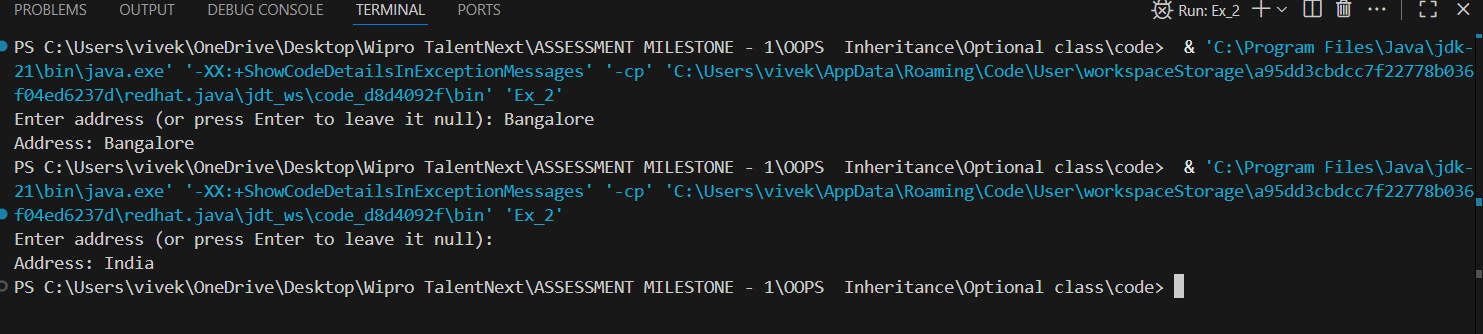 PROBLEMS OUTPUT DEBUG CONSOLE TERMINAL PORTS Run: Ex_2
PS C:\Users\vivek\OneDrive\Desktop\Wipro TalentNext\ASSESSMENT MILESTONE - 1\OOPS  Inheritance\Optional class\code>  & 'C:\Program Files\Java\jdk-
21\bin\java.exe' '-XX:+ShowCodeDetailsInExceptionMessages' '-cp' 'C:\Users\vivek\AppData\Roaming\Code\User\workspaceStorage\a95dd3cbdcc7f22778b036
f04ed6237d\redhat.java\jdt_ws\code_d8d4092f\bin' 'Ex_2'
Enter address (or press Enter to leave it null): Bangalore
Address: Bangalore
PS C:\Users\vivek\OneDrive\Desktop\Wipro TalentNext\ASSESSMENT MILESTONE - 1\OOPS  Inheritance\Optional class\code>  & 'C:\Program Files\Java\jdk-
21\bin\java.exe' '-XX:+ShowCodeDetailsInExceptionMessages' '-cp' 'C:\Users\vivek\AppData\Roaming\Code\User\workspaceStorage\a95dd3cbdcc7f22778b036
f04ed6237d\redhat.java\jdt_ws\code_d8d4092f\bin' 'Ex_2'
Enter address (or press Enter to leave it null):
Address: India
PS C:\Users\vivek\OneDrive\Desktop\Wipro TalentNext\ASSESSMENT MILESTONE - 1\OOPS  Inheritance\Optional class\code>